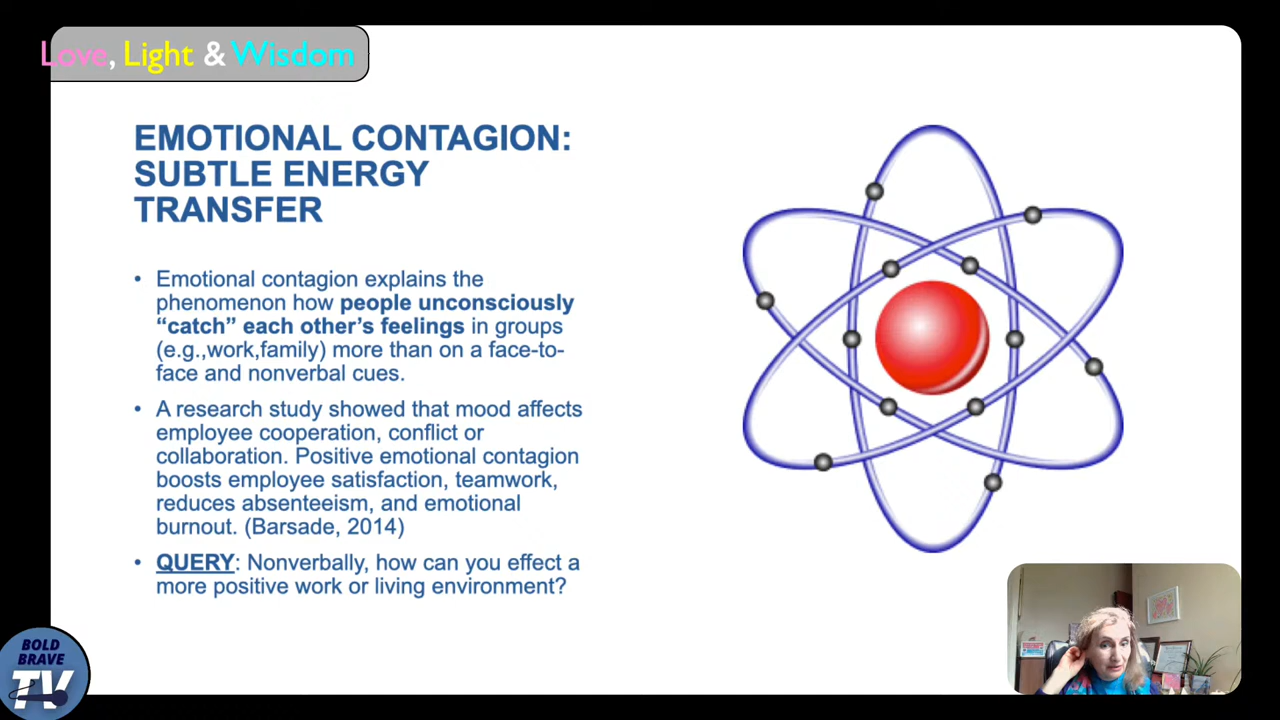 Love, Light & Wisdom
EMOTIONAL CONTAGION:
SUBTLE ENERGY
TRANSFER
• Emotional contagion explains the
phenomenon how people unconsciously
“catch” each other’s feelings in groups
(e.g.,work,family) more than on a face-to-
face and nonverbal cues.
• A research study showed that mood affects
employee cooperation, conflict or
collaboration. Positive emotional contagion
boosts employee satisfaction, teamwork,
reduces absenteeism, and emotional
burnout. (Barsade, 2014)
• QUERY: Nonverbally, how can you effect a
more positive work or living environment?
BOLD
BRAVE
TV